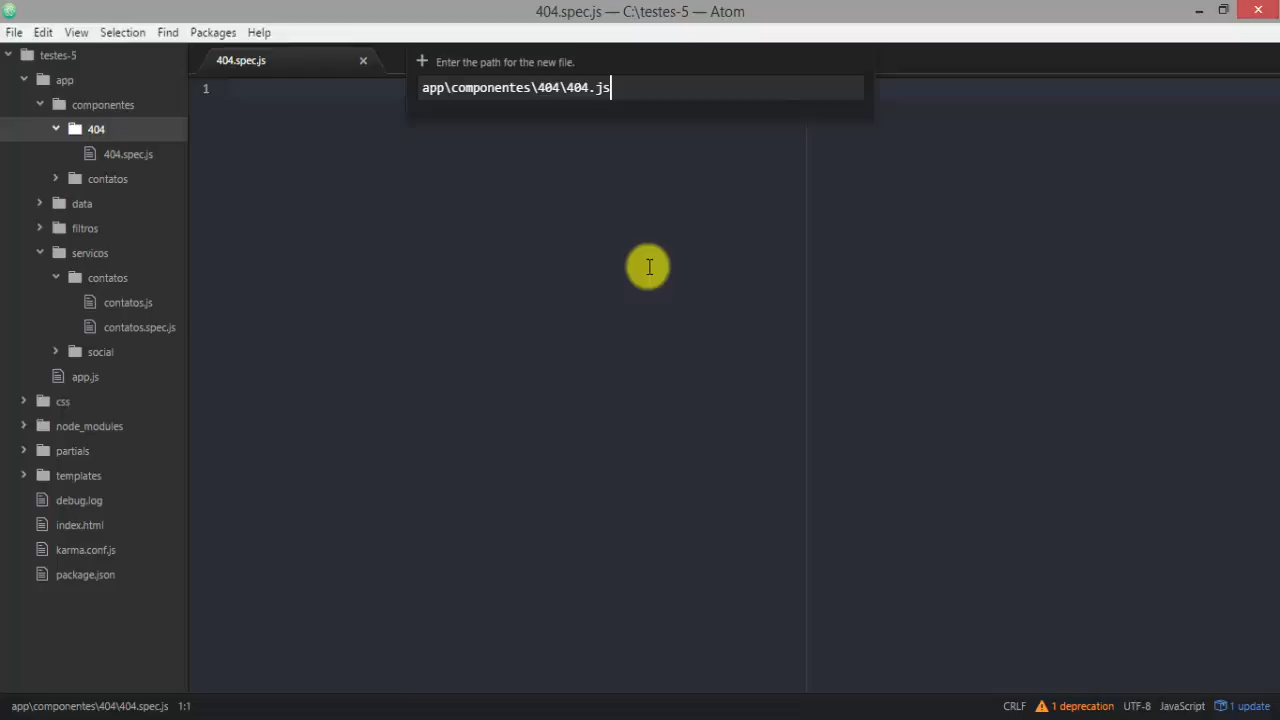 404.spec.js — C:\testes-5 — Atom
File Edit View Selection Find Packages Help
testes-5
app
componentes
404
404.spec.js
contatos
data
filtros
servicos
contatos
contatos.js
contatos.spec.js
social
app.js
css
node_modules
partials
templates
debug.log
index.html
karma.conf.js
package.json
404.spec.js
Enter the path for the new file.
app\componentes\404\404.js
1
app\componentes\404\404.spec.js 1:1
CRLF 1 deprecation UTF-8 JavaScript 1 update